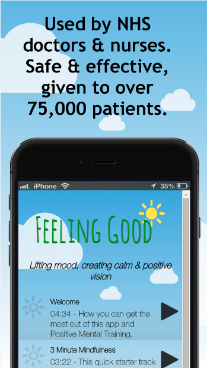 Used by NHS
doctors & nurses.
Safe & effective,
given to over
75,000 patients.
iPhone 35%
FEELING GOOD
Lifting mood, creating calm & positive
vision
Welcome
04:34 - How you can get the
most out of this app and
Positive Mental Training.
3 Minute Mindfulness
03:22 - This quick starter track